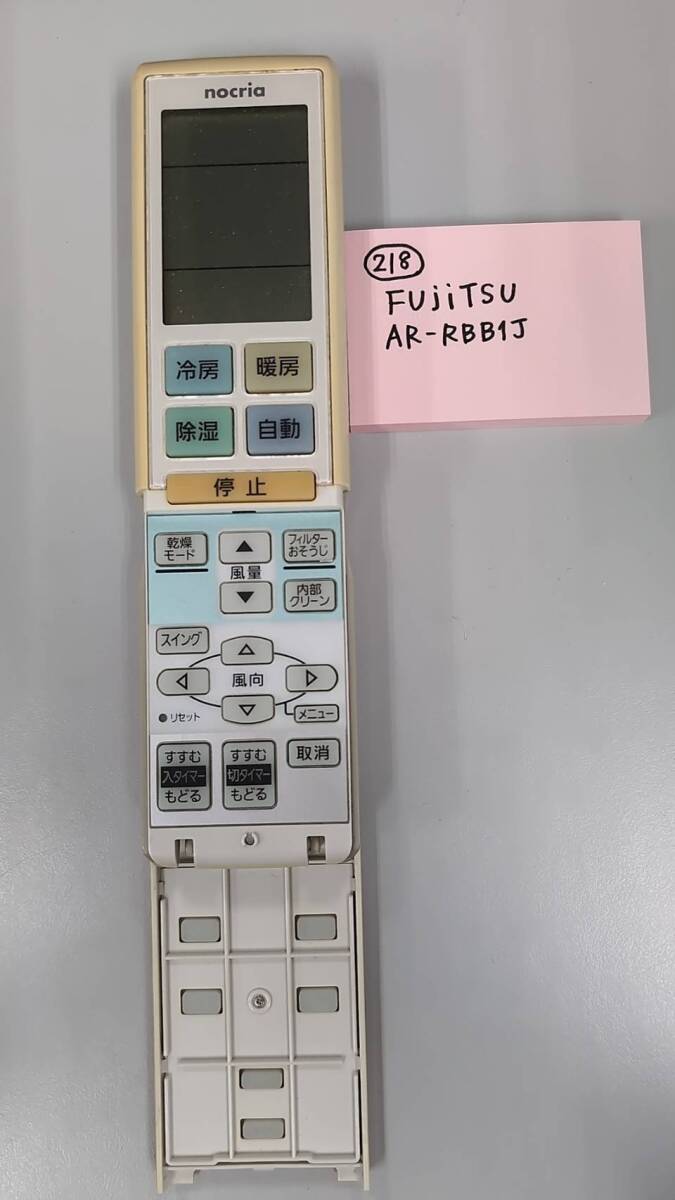 nocria
218
FUJiTSU
AR-RBB1J
冷房
暖房
除湿
自動
停止
乾燥
モード
風量
フィルター
おそうじ
内部
クリーン
スイング
風向
リセット
メニュー
すすむ
入タイマー
もどる
すすむ
切タイマー
もどる
取消